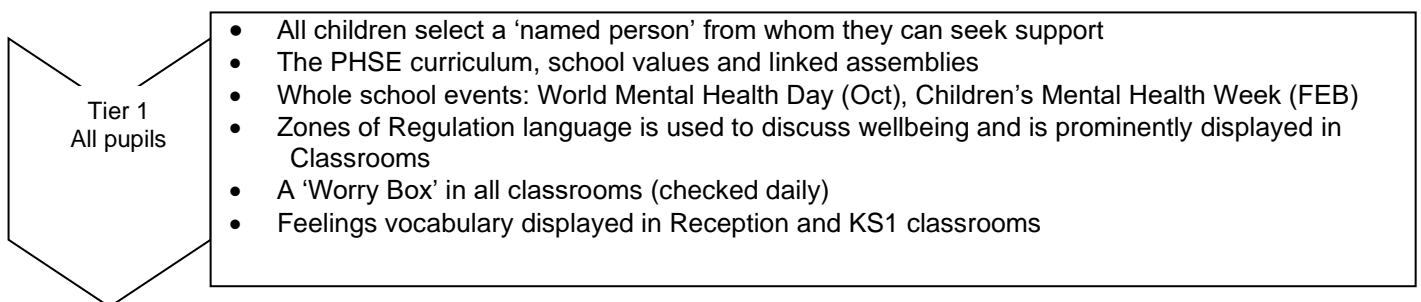 Tier 1
All pupils
• All children select a ‘named person’ from whom they can seek support
• The PHSE curriculum, school values and linked assemblies
• Whole school events: World Mental Health Day (Oct), Children’s Mental Health Week (FEB)
• Zones of Regulation language is used to discuss wellbeing and is prominently displayed in
Classrooms
• A ‘Worry Box’ in all classrooms (checked daily)
• Feelings vocabulary displayed in Reception and KS1 classrooms